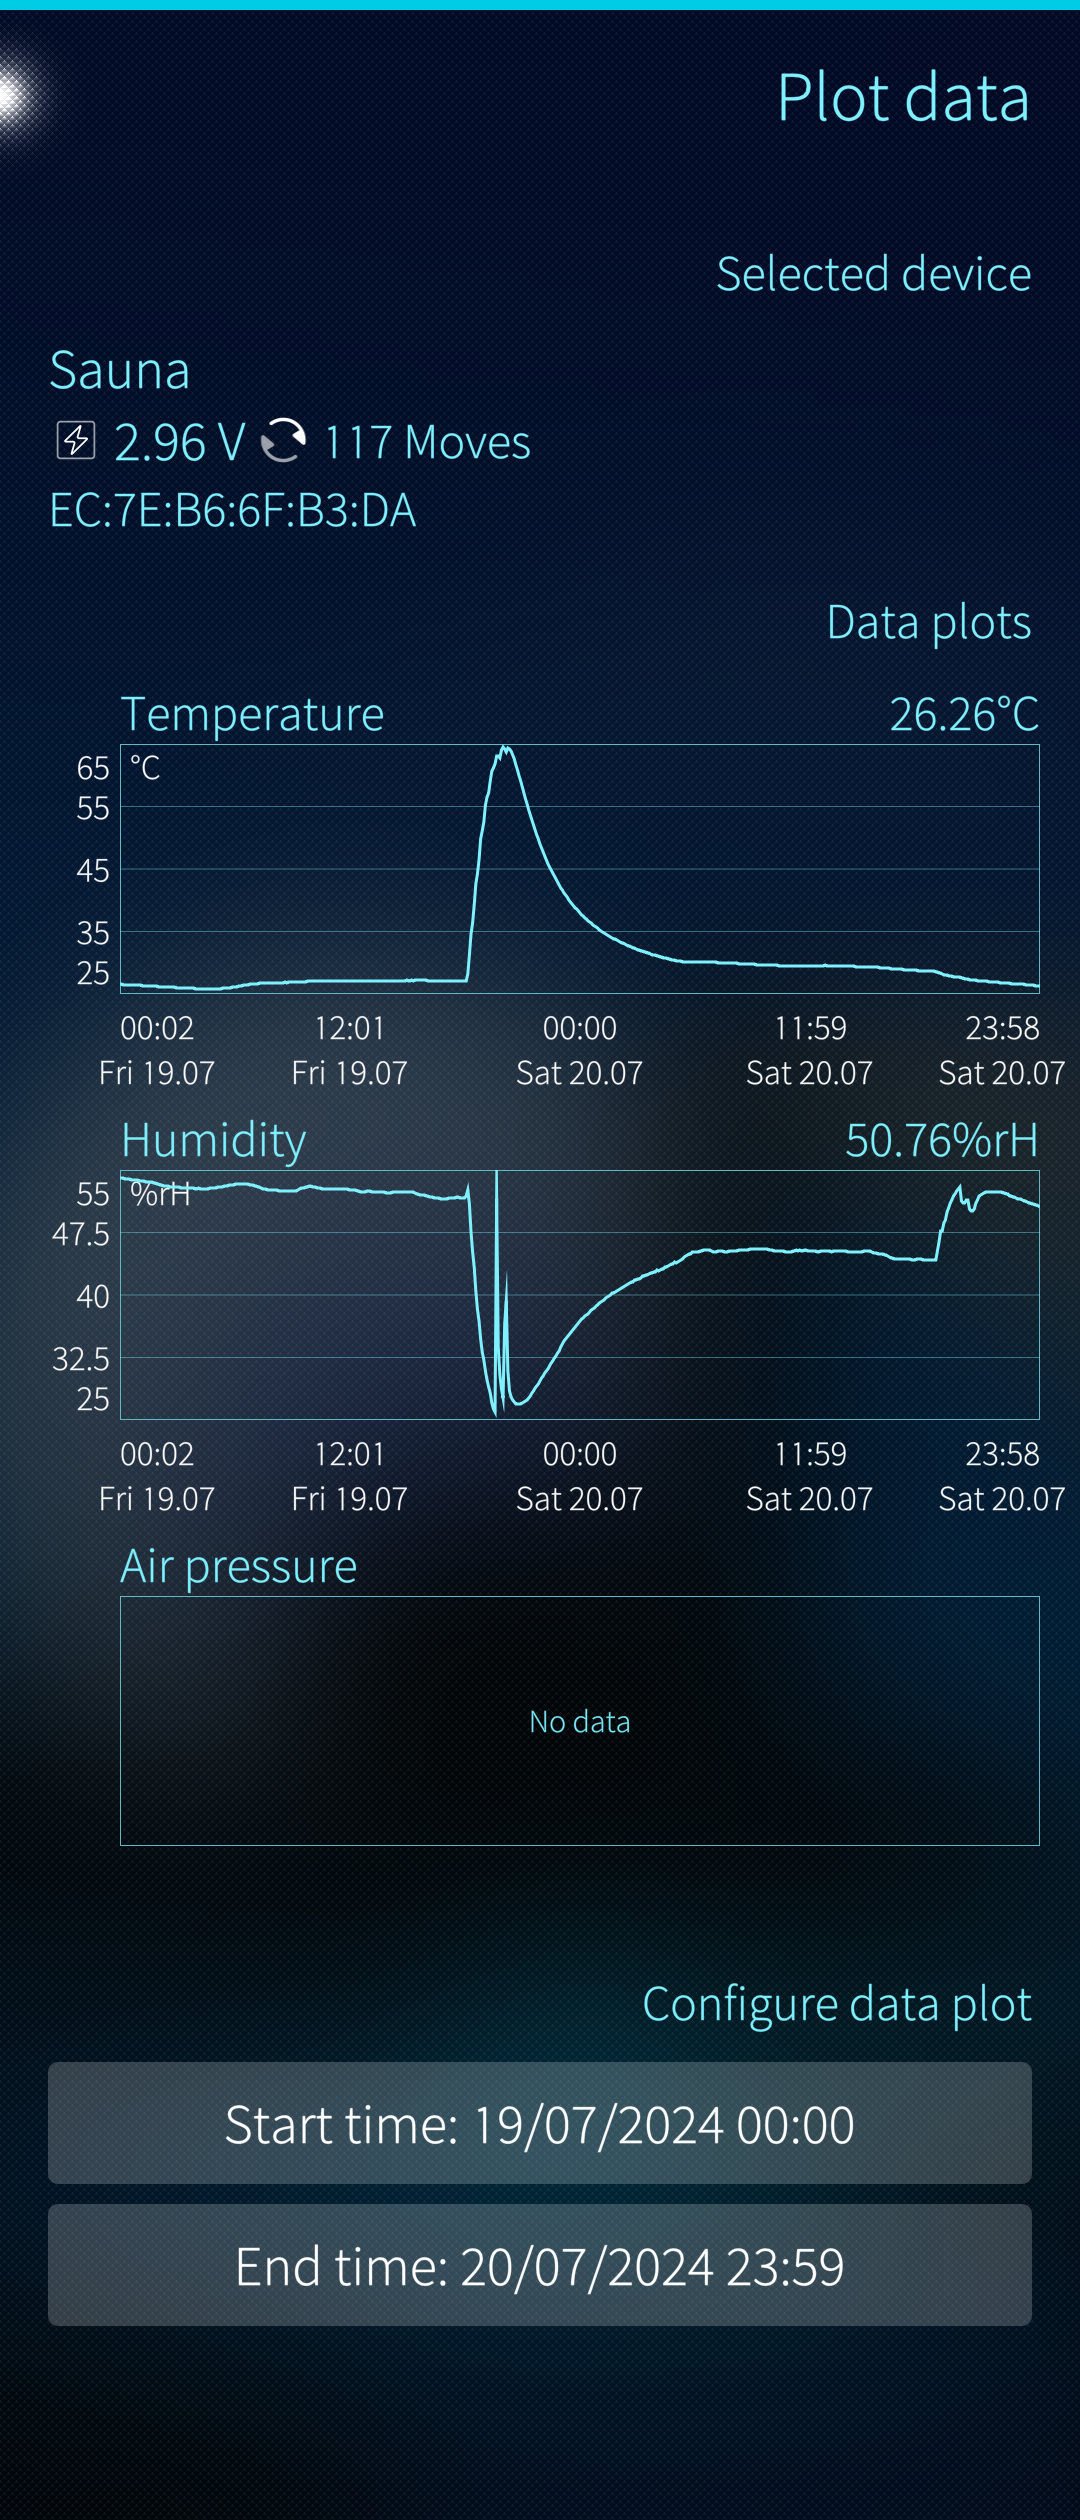 Plot data
Selected device
Sauna
2.96 V 117 Moves
EC:7E:B6:6F:B3:DA
Data plots
Temperature 26.26°C
65 °C
55
45
35
25
00:02 12:01 00:00 11:59 23:58
Fri 19.07 Fri 19.07 Sat 20.07 Sat 20.07 Sat 20.07
Humidity 50.76%rH
55 %rH
47.5
40
32.5
25
00:02 12:01 00:00 11:59 23:58
Fri 19.07 Fri 19.07 Sat 20.07 Sat 20.07 Sat 20.07
Air pressure
No data
Configure data plot
Start time: 19/07/2024 00:00
End time: 20/07/2024 23:59